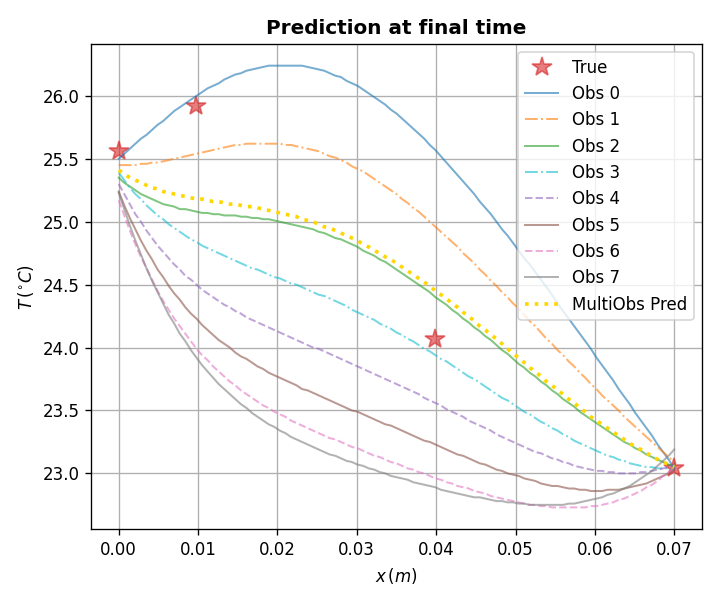 Prediction at final time
T (°C)
26.0
25.5
25.0
24.5
24.0
23.5
23.0
True
Obs 0
Obs 1
Obs 2
Obs 3
Obs 4
Obs 5
Obs 6
Obs 7
MultiObs Pred
0.00 0.01 0.02 0.03 0.04 0.05 0.06 0.07
x (m)